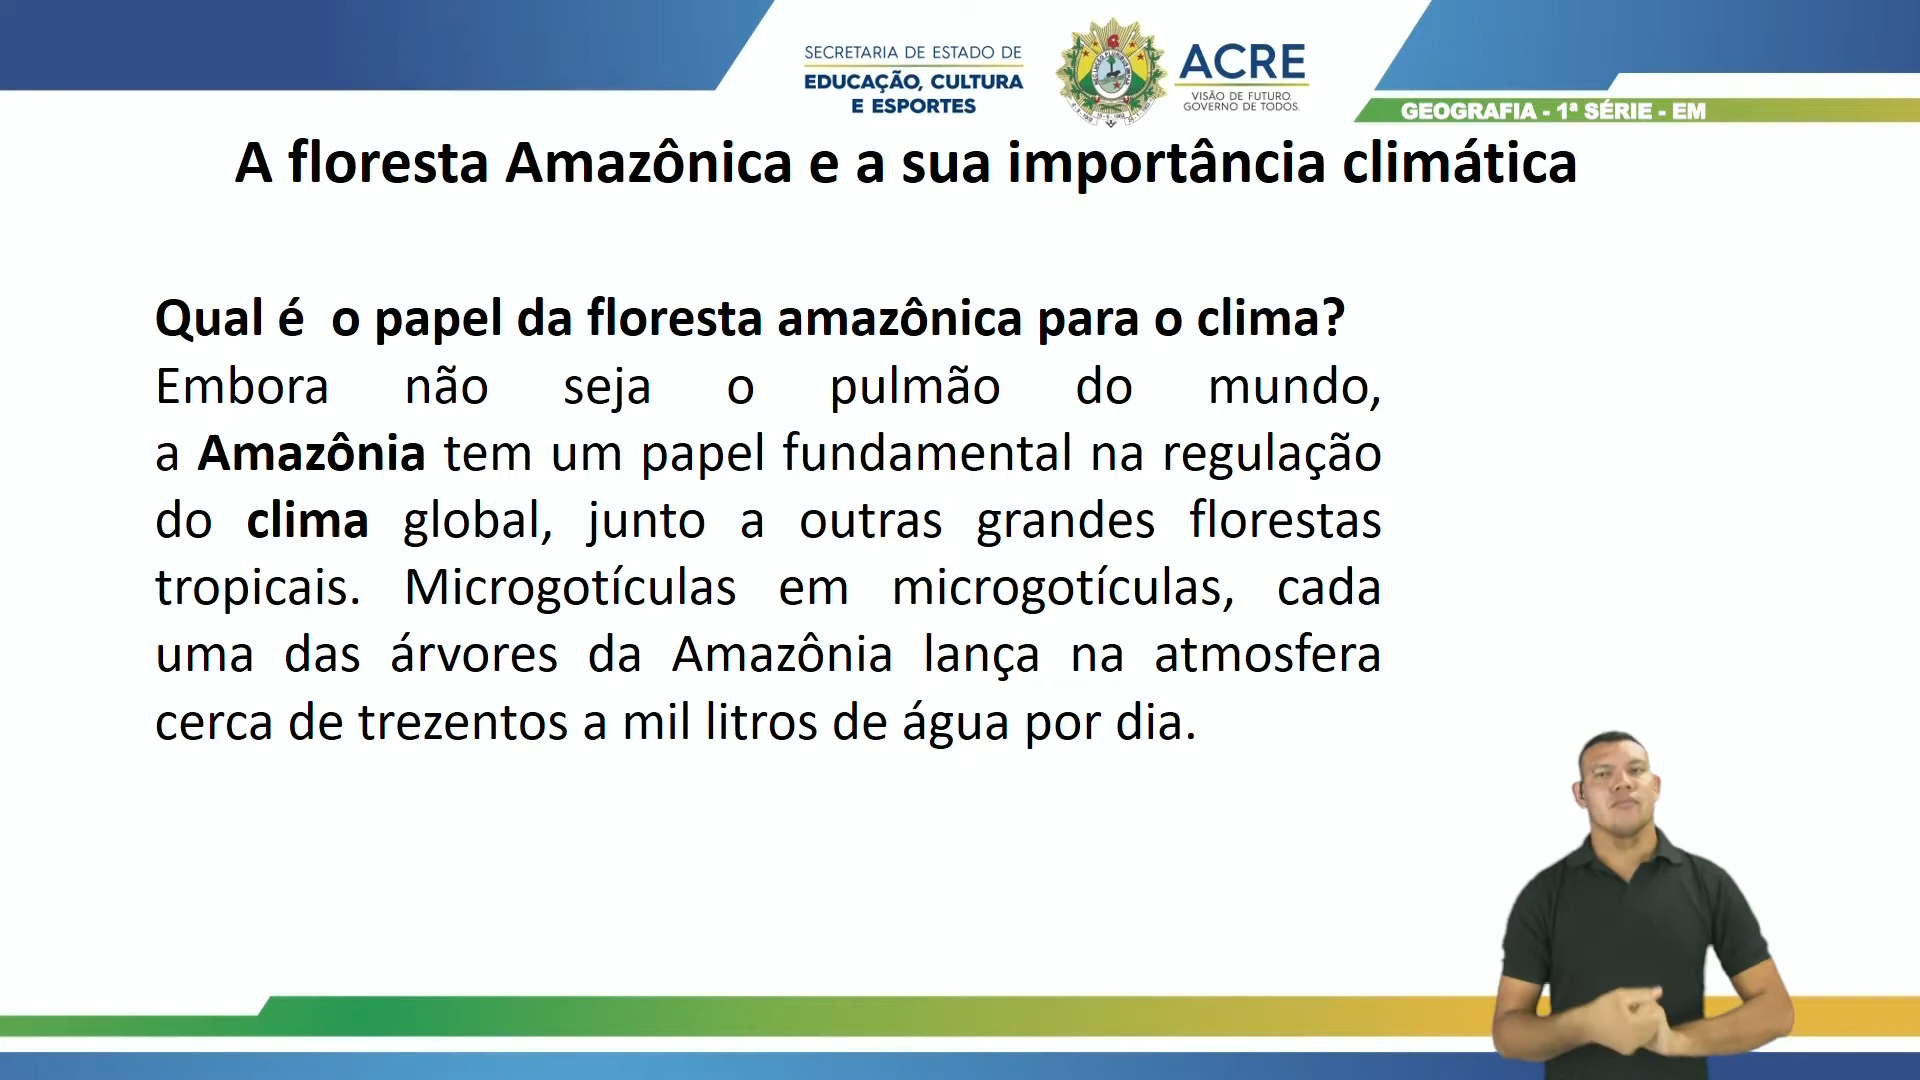 SECRETARIA DE ESTADO DE
EDUCAÇÃO, CULTURA
E ESPORTES
ACRE
VISÃO DE FUTURO.
GOVERNO DE TODOS.
GEOGRAFIA - 1ª SÉRIE - EM
A floresta Amazônica e a sua importância climática
Qual é o papel da floresta amazônica para o clima?
Embora não seja o pulmão do mundo,
a Amazônia tem um papel fundamental na regulação
do clima global, junto a outras grandes florestas
tropicais. Microgotículas em microgotículas, cada
uma das árvores da Amazônia lança na atmosfera
cerca de trezentos a mil litros de água por dia.